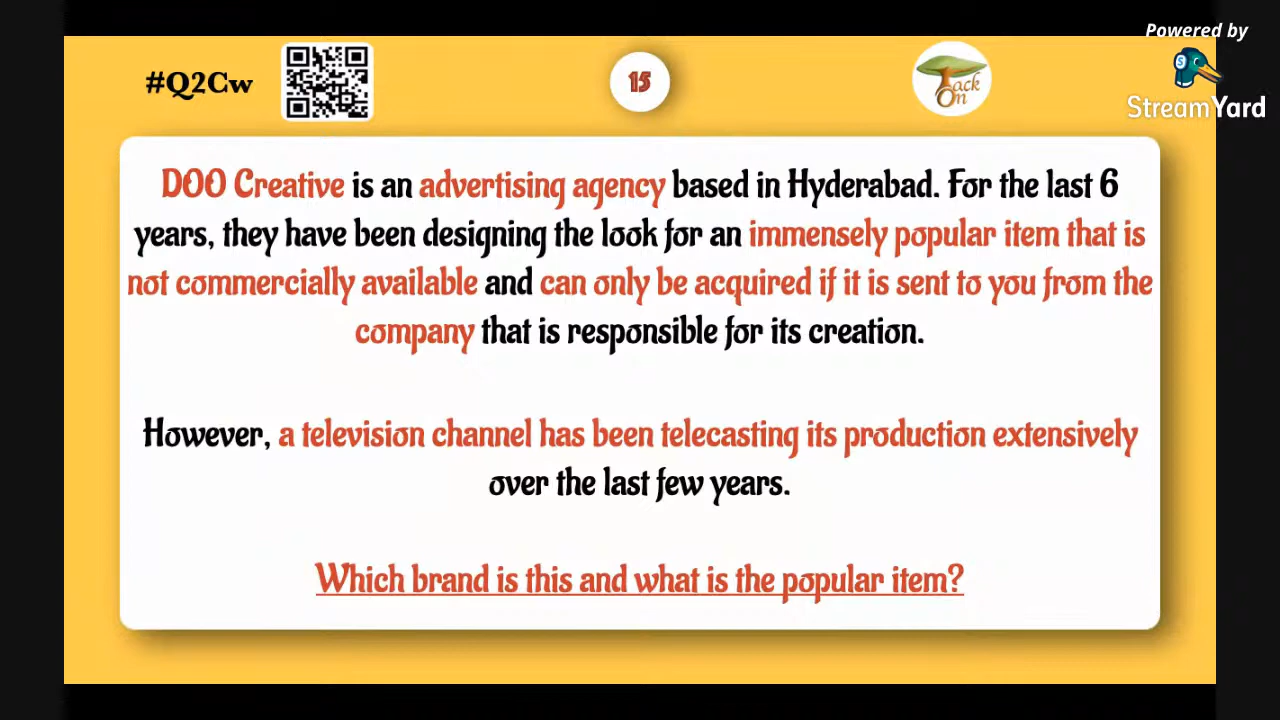 Powered by
StreamYard
#Q2Cw
15
Tack
On
DOO Creative is an advertising agency based in Hyderabad. For the last 6
years, they have been designing the look for an immensely popular item that is
not commercially available and can only be acquired if it is sent to you from the
company that is responsible for its creation.
However, a television channel has been telecasting its production extensively
over the last few years.
Which brand is this and what is the popular item?